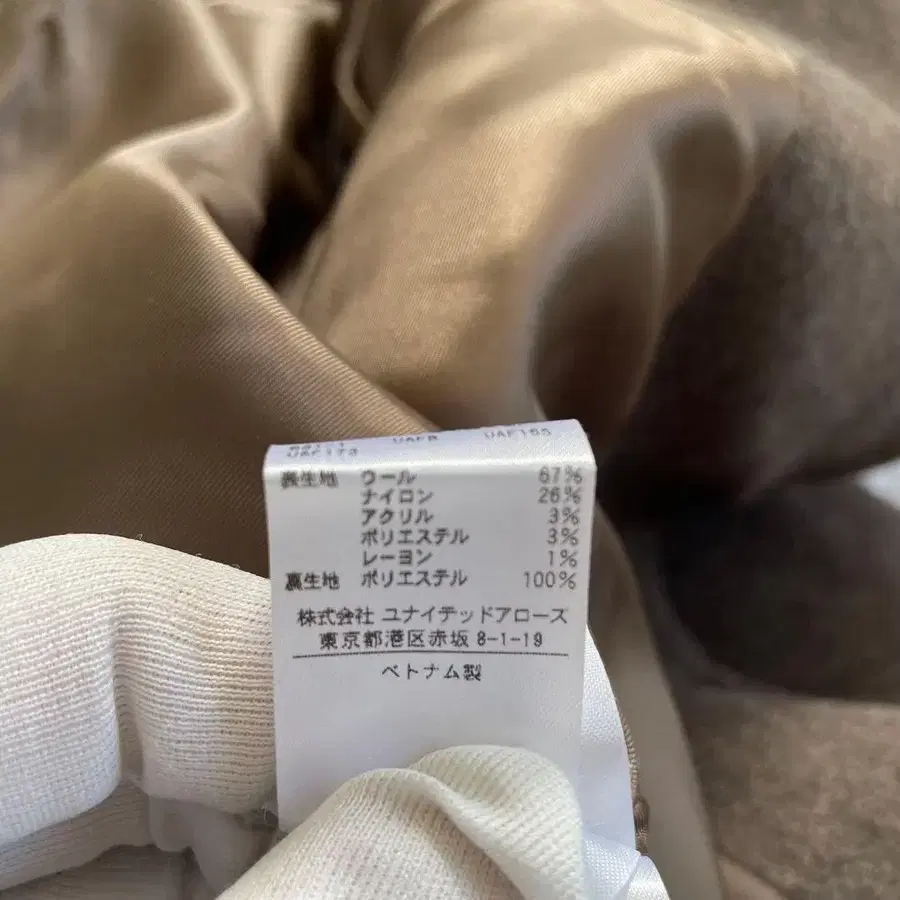 UAF8 UAF165
UAF173
表生地 ウール 67%
ナイロン 26%
アクリル 3%
ポリエステル 3%
レーヨン 1%
裏生地 ポリエステル 100%
株式会社 ユナイテッドアローズ
東京都港区赤坂 8-1-19
ベトナム製